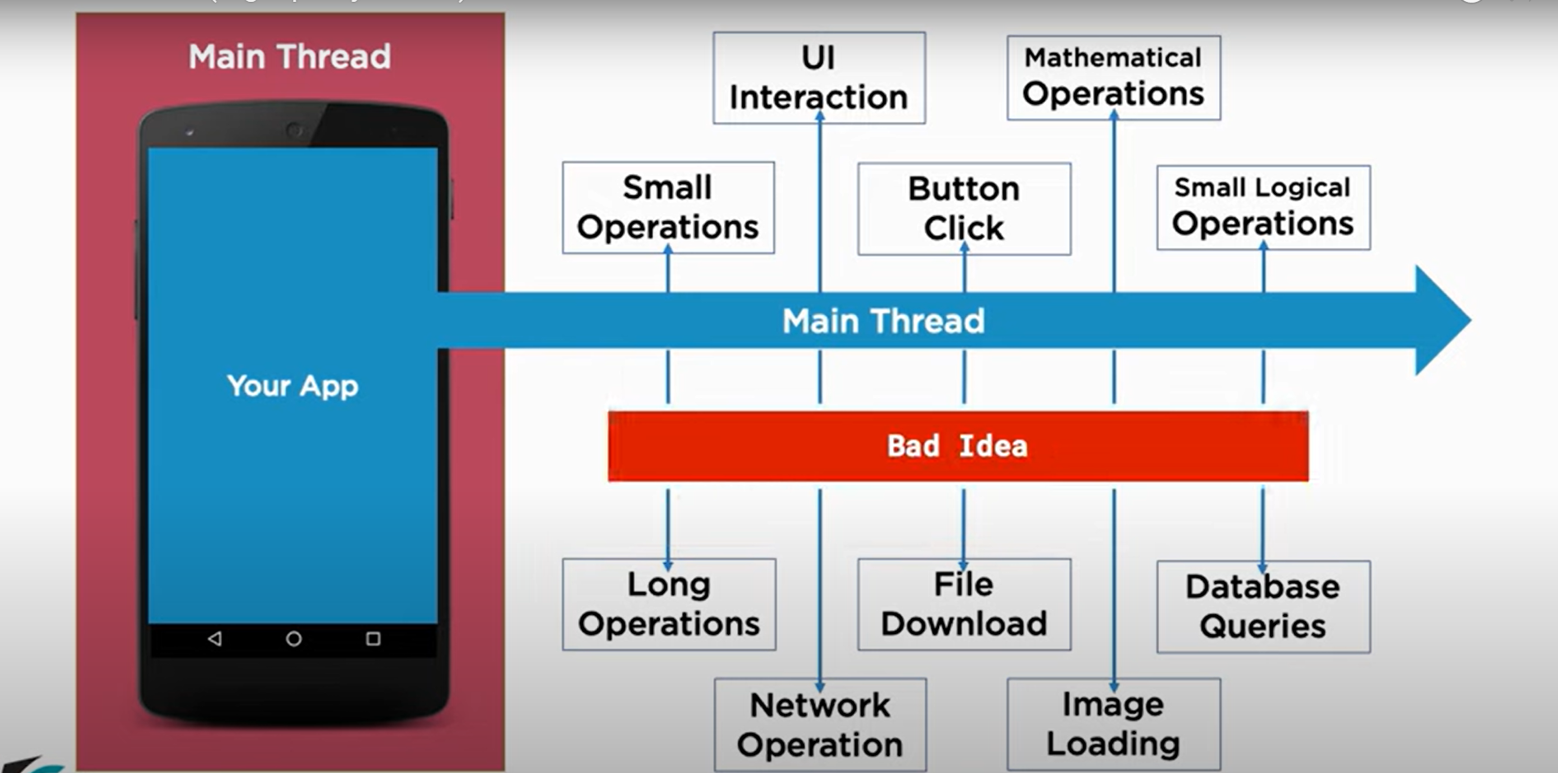 Main Thread
Your App
UI
Interaction
Mathematical
Operations
Small
Operations
Button
Click
Small Logical
Operations
Main Thread
Bad Idea
Long
Operations
File
Download
Database
Queries
Network
Operation
Image
Loading